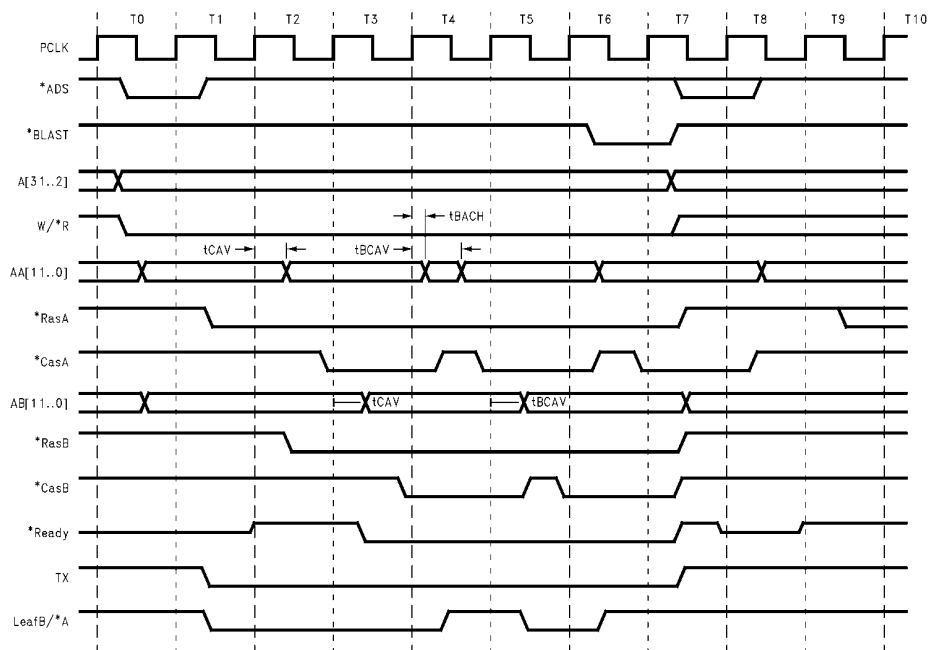 T0 T1 T2 T3 T4 T5 T6 T7 T8 T9 T10
PCLK
*ADS
*BLAST
A[31..2]
W/*R
tBACH
tCAV
tBCAV
AA[11..0]
*RasA
*CasA
AB[11..0]
tCAV
tBCAV
*RasB
*CasB
*Ready
TX
LeafB/*A